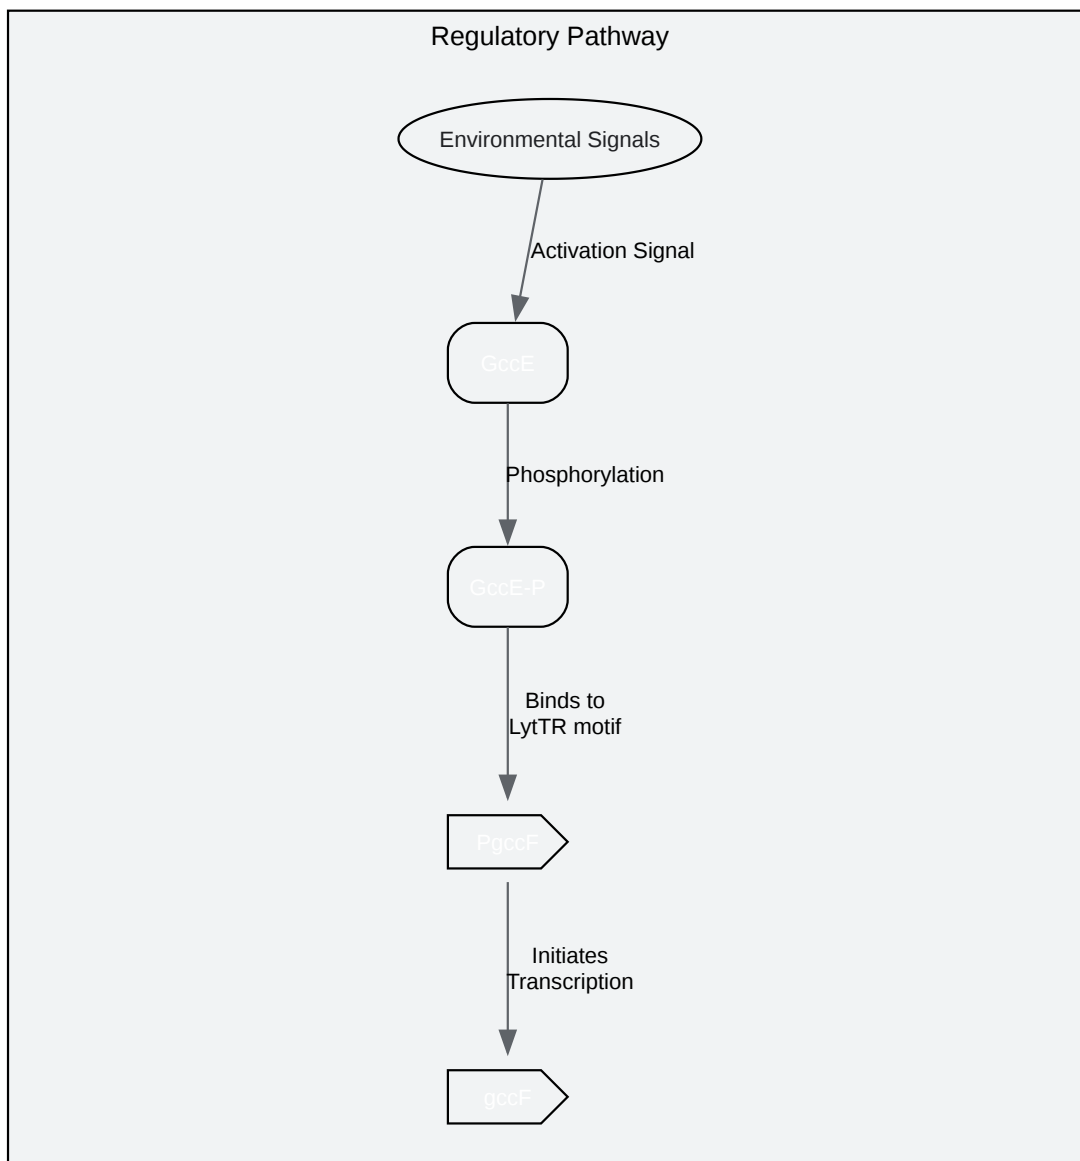 Regulatory Pathway
Environmental Signals
Activation Signal
GccE
Phosphorylation
GccE-P
Binds to
LytTR motif
PgccF
Initiates
Transcription
gccF